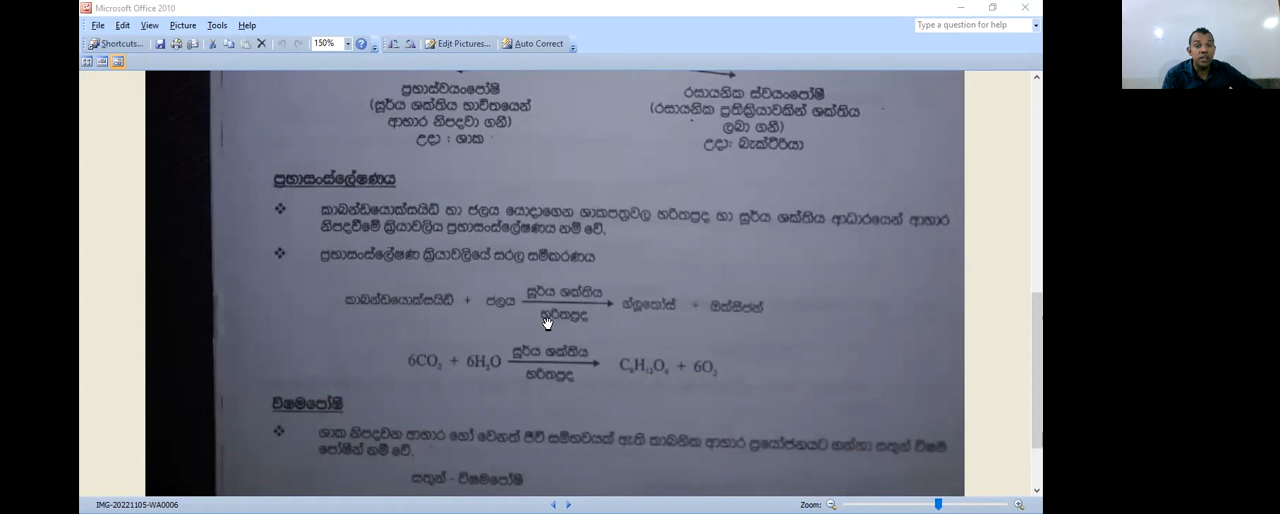 Microsoft Office 2010
File Edit View Picture Tools Help
Type a question for help
Shortcuts...
150%
Edit Pictures...
Auto Correct
ප්‍රභාස්වයංපෝෂී
(සූර්ය ශක්තිය භාවිතයෙන්
ආහාර නිපදවා ගනී)
උදා : ශාක
රසායනික ස්වයංපෝෂී
(රසායනික ප්‍රතික්‍රියාවකින් ශක්තිය
ලබා ගනී)
උදා: බැක්ටීරියා
ප්‍රභාසංස්ලේෂණය
❖ කාබන්ඩයොක්සයිඩ් හා ජලය යොදාගෙන ශාකපත්‍රවල හරිතප්‍රද හා සූර්ය ශක්තිය ආධාරයෙන් ආහාර
නිපදවීමේ ක්‍රියාවලිය ප්‍රභාසංස්ලේෂණය නම් වේ.
❖ ප්‍රභාසංස්ලේෂණ ක්‍රියාවලියේ සරල සමීකරණය
සූර්ය ශක්තිය
කාබන්ඩයොක්සයිඩ් + ජලය → ග්ලූකෝස් + ඔක්සිජන්
හරිතප්‍රද
සූර්ය ශක්තිය
6CO₂ + 6H₂O → C₆H₁₂O₆ + 6O₂
හරිතප්‍රද
විෂමපෝෂී
❖ ශාක නිපදවන ආහාර හෝ වෙනත් ජීවී සම්භවයක් ඇති කාබනික ආහාර ප්‍රයෝජනයට ගන්නා සතුන් විෂම
පෝෂීන් නම් වේ.
සතුන් - විෂමපෝෂී
IMG-20221105-WA0006
Zoom: